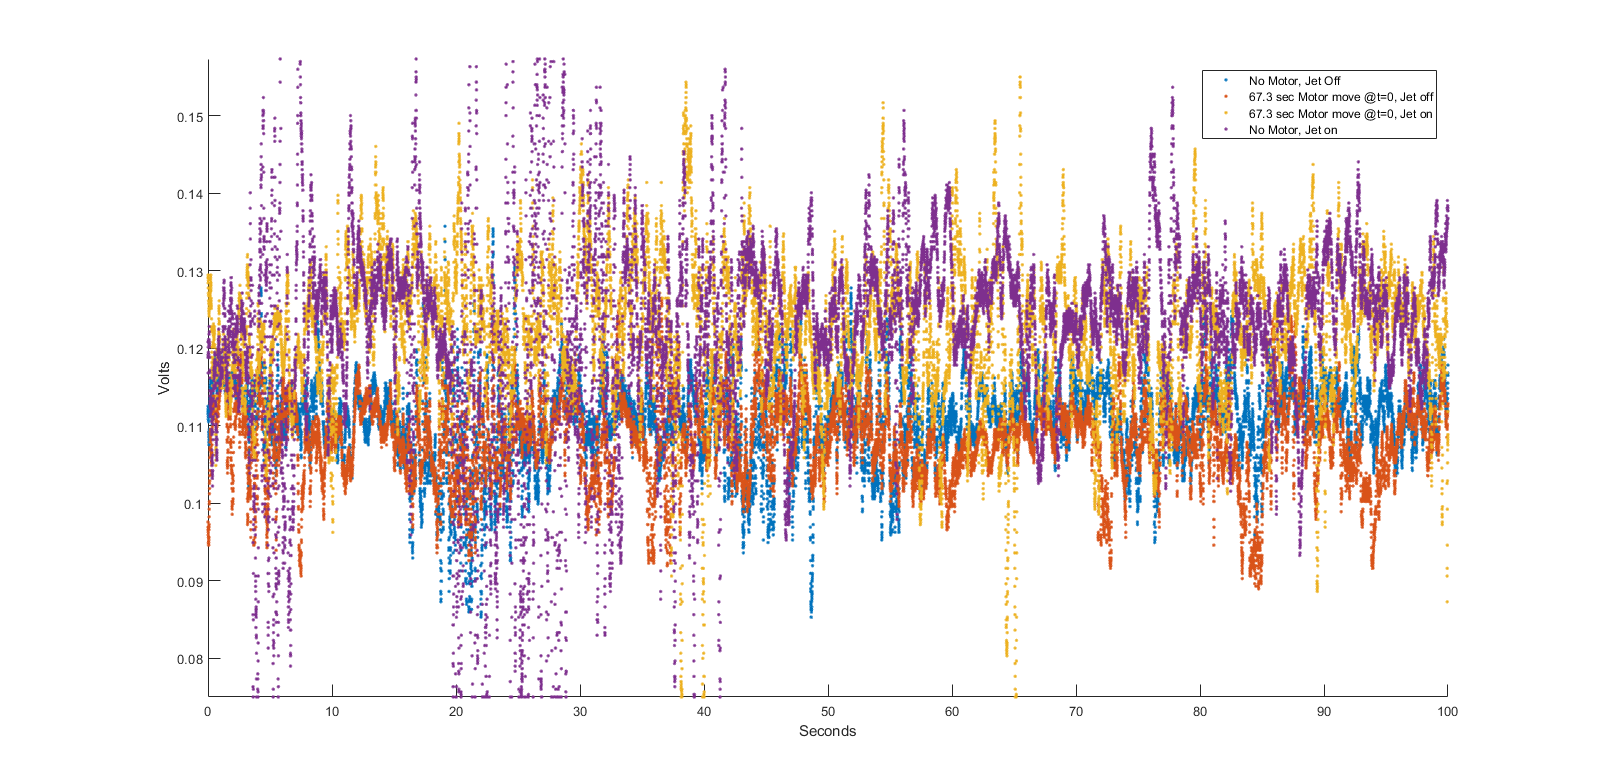 0.15
0.14
0.13
0.12
0.11
0.1
0.09
0.08
Volts
0 10 20 30 40 50 60 70 80 90 100
Seconds
No Motor, Jet Off
67.3 sec Motor move @t=0, Jet off
67.3 sec Motor move @t=0, Jet on
No Motor, Jet on